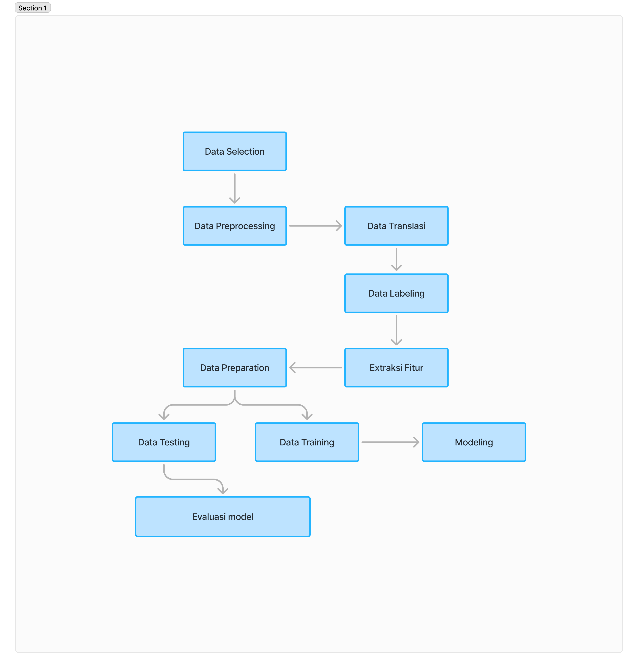 Section 1
Data Selection
Data Preprocessing
Data Translasi
Data Labeling
Data Preparation
Extraksi Fitur
Data Testing
Data Training
Modeling
Evaluasi model